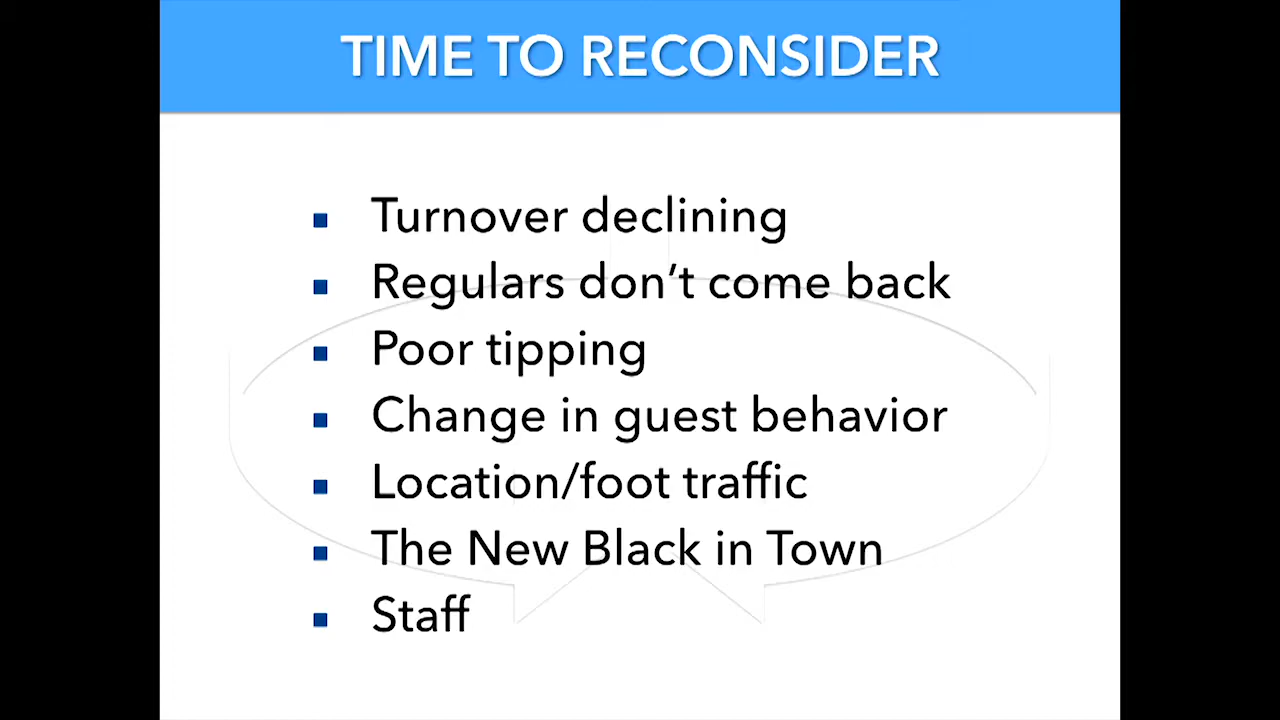 TIME TO RECONSIDER
Turnover declining
Regulars don’t come back
Poor tipping
Change in guest behavior
Location/foot traffic
The New Black in Town
Staff